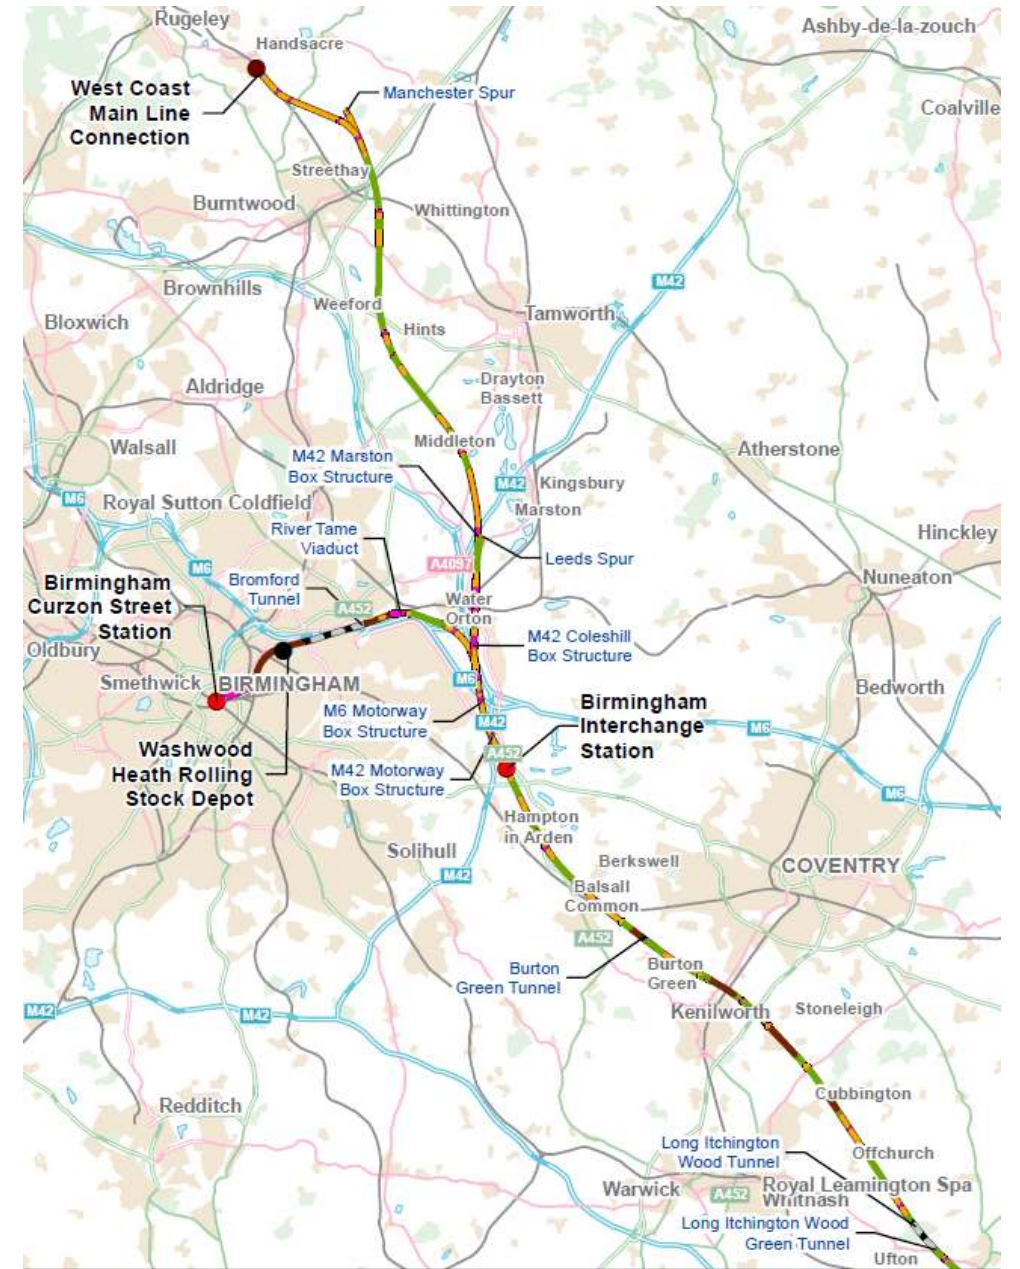 Rugeley
Ashby-de-la-zouch
Handsacre
West Coast
Main Line
Connection
Manchester Spur
Coalville
Streethay
Burntwood
Whittington
M42
Brownhills
Weeford
Tamworth
Bloxwich
Hints
Aldridge
Drayton
Bassett
Walsall
Middleton
Atherstone
M42 Marston
Box Structure
M42
Kingsbury
M6
Royal Sutton Coldfield
Marston
River Tame
Viaduct
Hinckley
Leeds Spur
A4097
M6
Birmingham
Curzon Street
Station
Bromford
Tunnel
A452
Nuneaton
Water
Orton
Oldbury
M42 Coleshill
Box Structure
Smethwick
BIRMINGHAM
M6
Bedworth
M6 Motorway
Box Structure
M42
Birmingham
Interchange
Station
M6
Washwood
Heath Rolling
Stock Depot
A452
M42 Motorway
Box Structure
M6
Hampton
in Arden
Solihull
Berkswell
COVENTRY
M42
Balsall
Common
A452
Burton
Green Tunnel
Burton
Green
M42
M42
Kenilworth
Stoneleigh
Redditch
Cubbington
Long Itchington
Wood Tunnel
Offchurch
Warwick
A452
Royal Leamington Spa
Whitnash
Long Itchington Wood
Green Tunnel
Ufton